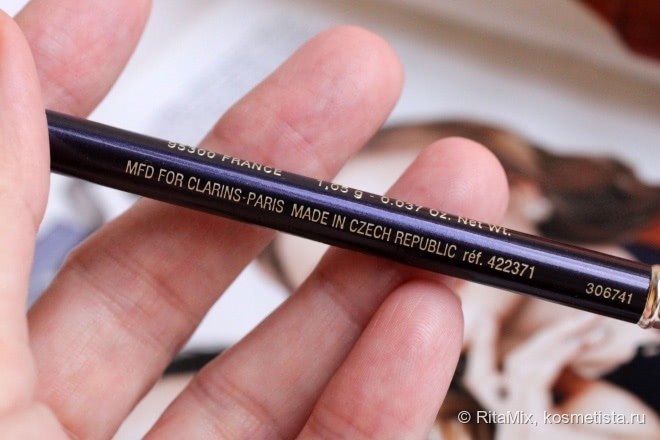 95300 FRANCE 1,05 g - 0.037 Oz. Net Wt.
MFD FOR CLARINS-PARIS MADE IN CZECH REPUBLIC réf. 422371
306741
© RitaMix, kosmetista.ru